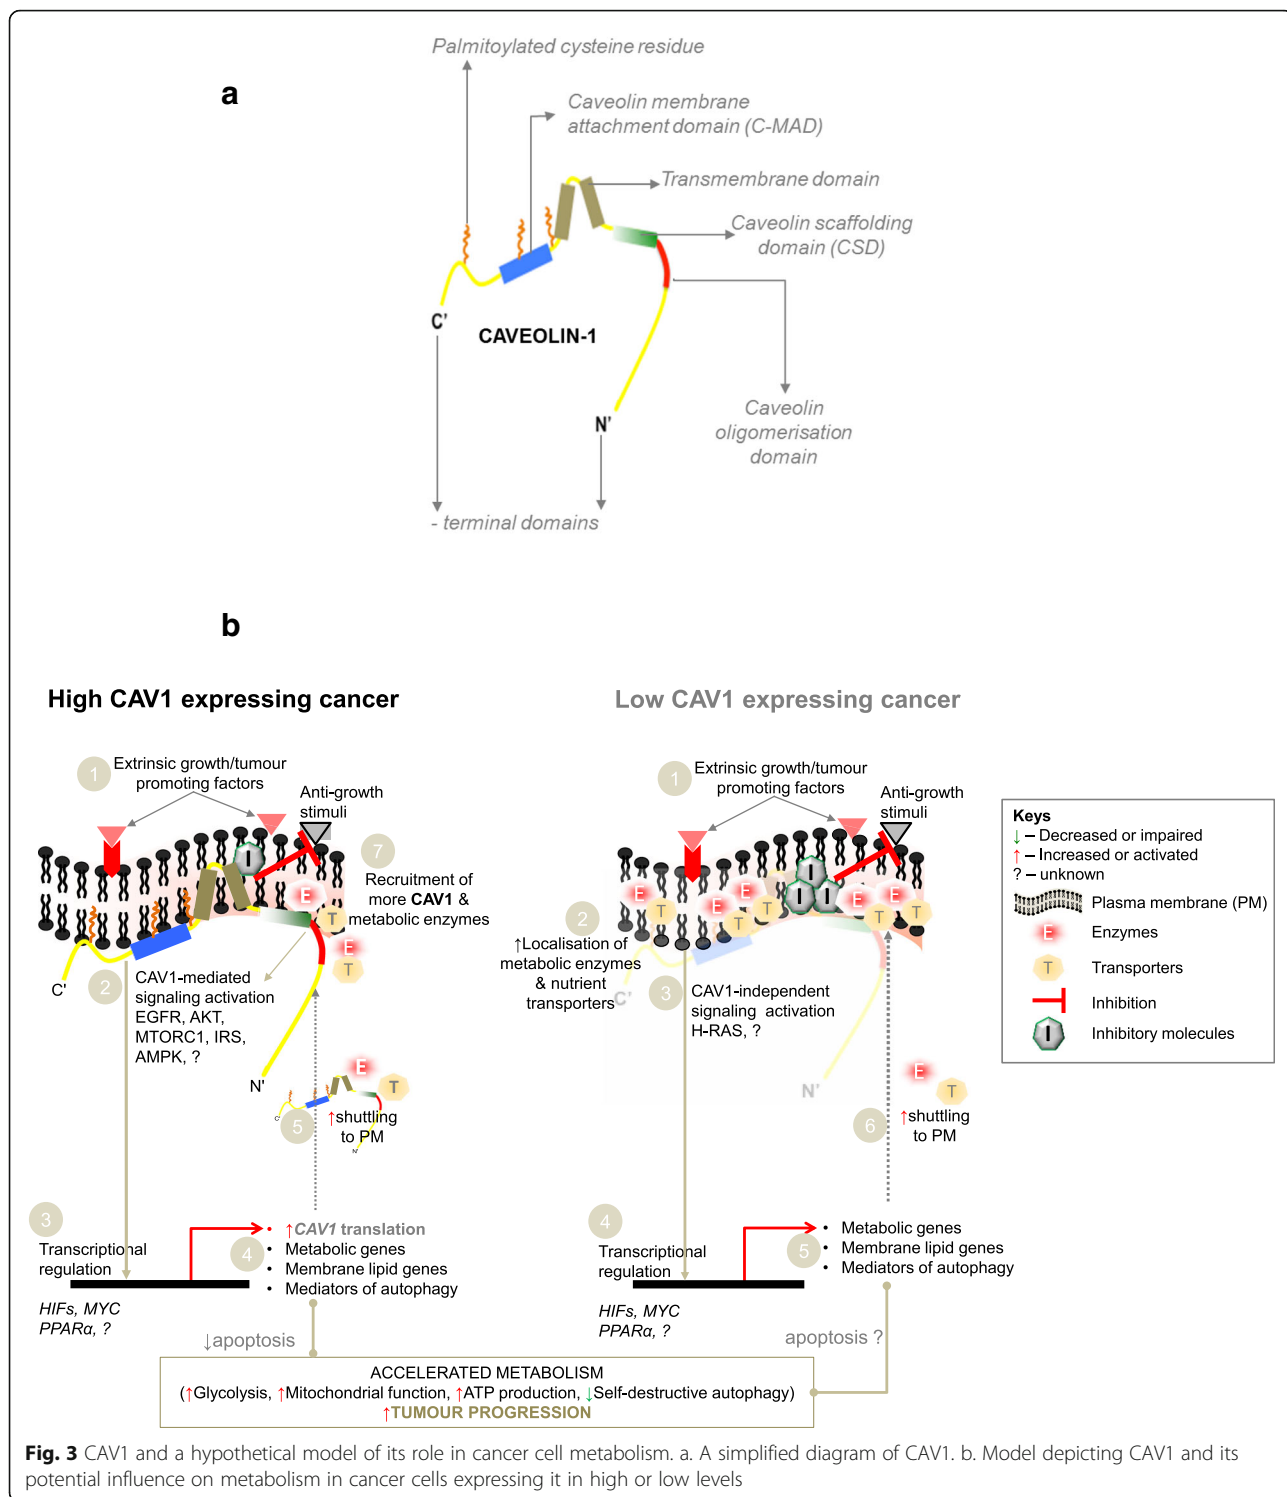 a
Palmitoylated cysteine residue
Caveolin membrane
attachment domain (C-MAD)
Transmembrane domain
Caveolin scaffolding
domain (CSD)
C'
CAVEOLIN-1
N'
Caveolin
oligomerisation
domain
- terminal domains
b
High CAV1 expressing cancer
1
Extrinsic growth/tumour
promoting factors
Anti-growth
stimuli
I
7
Recruitment of
more CAV1 &
metabolic enzymes
E
T
E
T
C'
2
CAV1-mediated
signaling activation
EGFR, AKT,
MTORC1, IRS,
AMPK, ?
N'
E
T
C'
5
↑shuttling
to PM
N'
3
Transcriptional
regulation
4
• ↑CAV1 translation
• Metabolic genes
• Membrane lipid genes
• Mediators of autophagy
HIFs, MYC
PPARα, ?
↓apoptosis
Low CAV1 expressing cancer
1
Extrinsic growth/tumour
promoting factors
Anti-growth
stimuli
I
I
I
E
E
E
E
E
T
T
T
T
T
2
↑Localisation of
metabolic enzymes
& nutrient
transporters
C'
3
CAV1-independent
signaling activation
H-RAS, ?
N'
E
T
6
↑shuttling
to PM
4
Transcriptional
regulation
5
• Metabolic genes
• Membrane lipid genes
• Mediators of autophagy
HIFs, MYC
PPARα, ?
apoptosis ?
Keys
↓ – Decreased or impaired
↑ – Increased or activated
? – unknown
Plasma membrane (PM)
E Enzymes
T Transporters
Inhibition
I Inhibitory molecules
ACCELERATED METABOLISM
(↑Glycolysis, ↑Mitochondrial function, ↑ATP production, ↓Self-destructive autophagy)
↑TUMOUR PROGRESSION
Fig. 3 CAV1 and a hypothetical model of its role in cancer cell metabolism. a. A simplified diagram of CAV1. b. Model depicting CAV1 and its
potential influence on metabolism in cancer cells expressing it in high or low levels